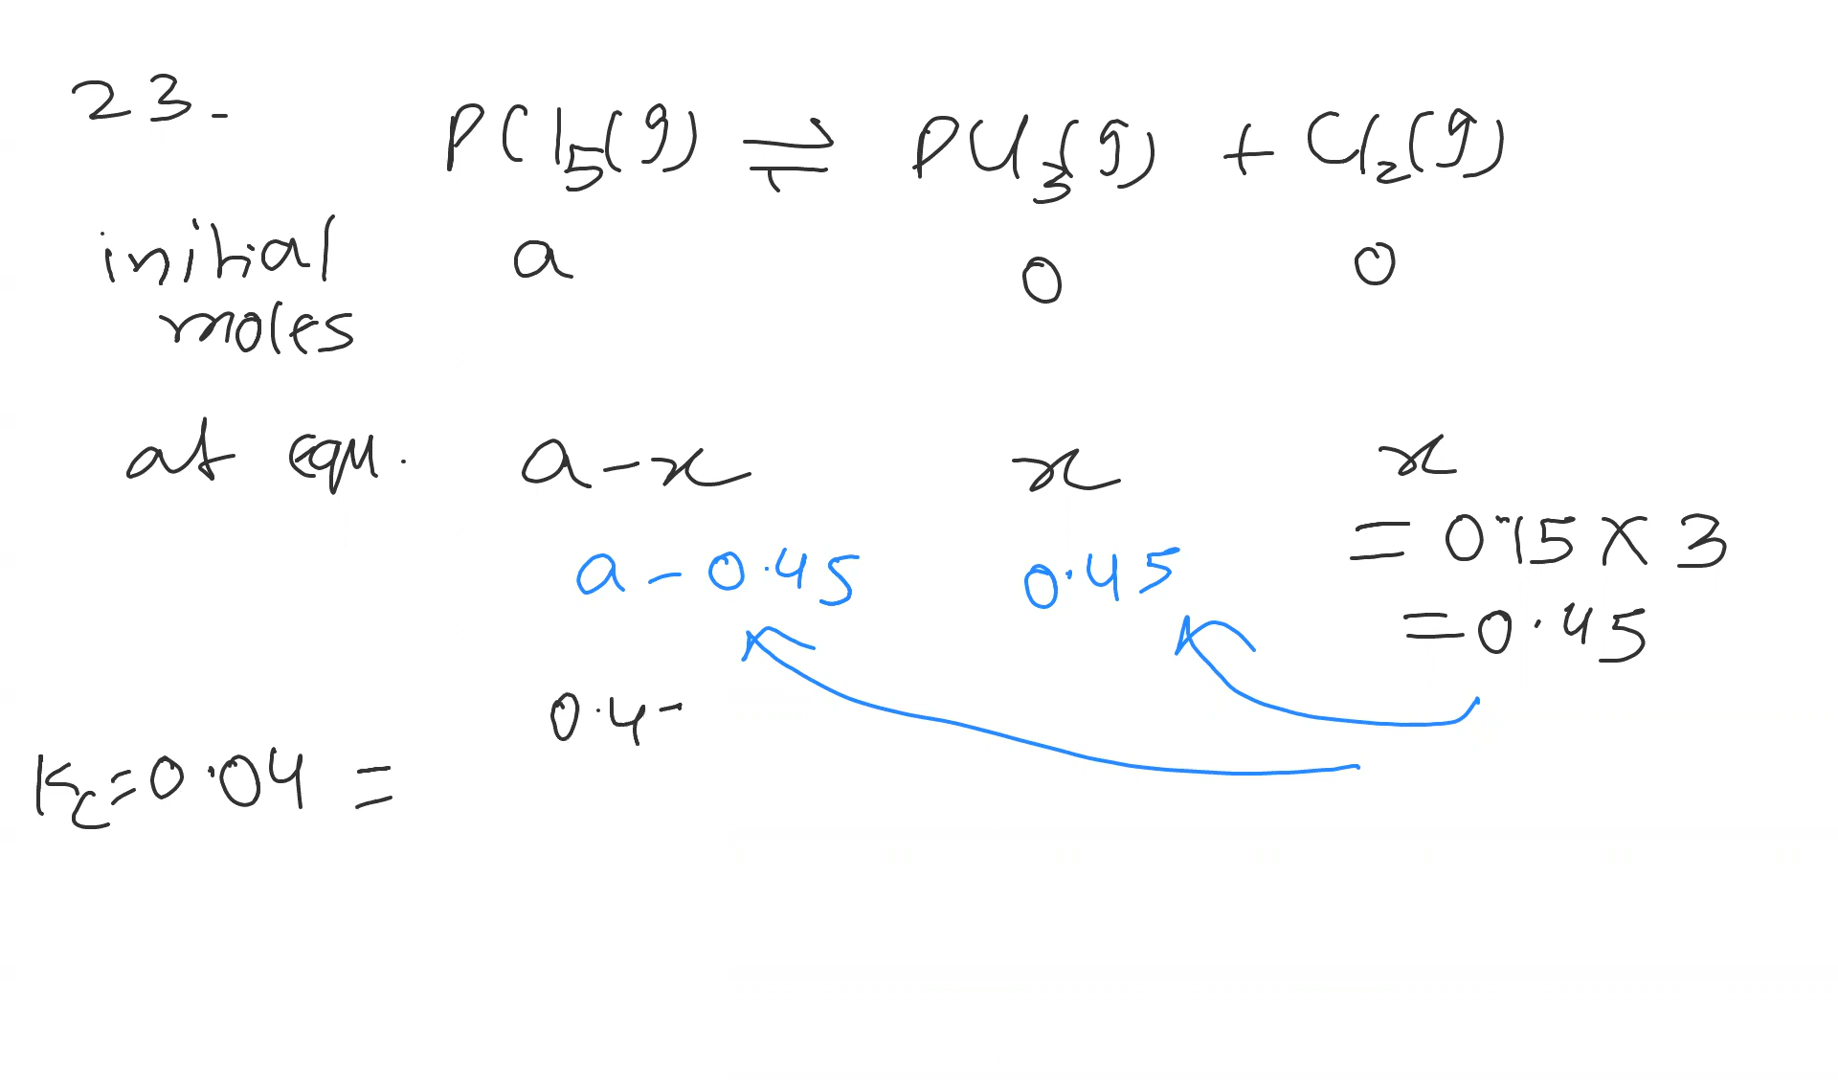 23.
PCl5(g) ⇌ PCl3(g) + Cl2(g)
initial a 0 0
moles
at equ. a-x x x
= 0.15 × 3
a-0.45 0.45
= 0.45
0.4-
Kc=0.04 =